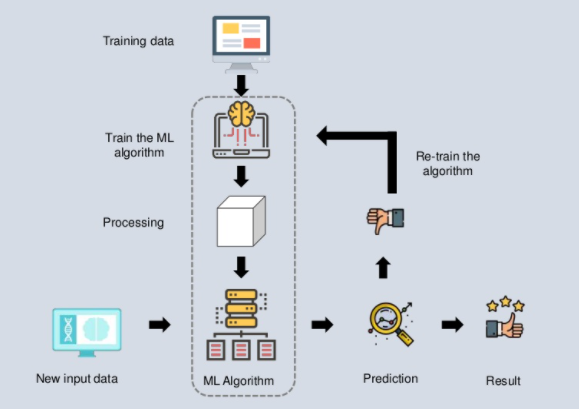 Training data
Train the ML
algorithm
Re-train the
algorithm
Processing
New input data
ML Algorithm
Prediction
Result